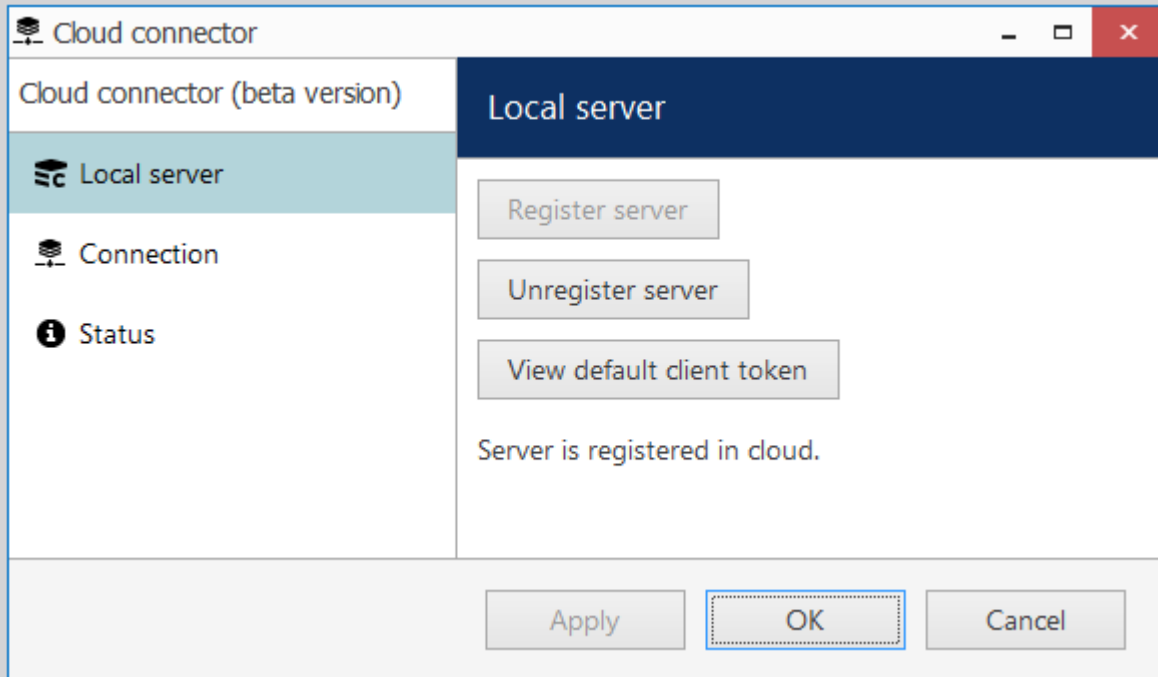 Cloud connector
Cloud connector (beta version)
Local server
Connection
Status
Local server
Register server
Unregister server
View default client token
Server is registered in cloud.
Apply
OK
Cancel